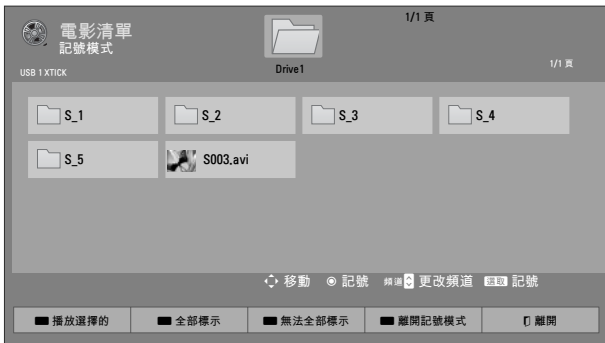 電影清單
記號模式
USB 1 XTICK
Drive1
1/1 頁
1/1 頁
S_1 S_2 S_3 S_4
S_5 S003.avi
移動 記號 頻道 更改頻道 選取 記號
播放選擇的 全部標示 無法全部標示 離開記號模式 離開